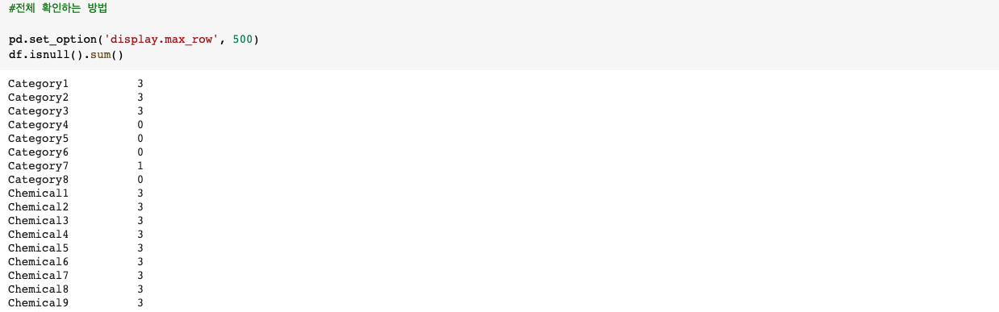 #전체 확인하는 방법
pd.set_option('display.max_row', 500)
df.isnull().sum()
Category1 3
Category2 3
Category3 3
Category4 0
Category5 0
Category6 0
Category7 1
Category8 0
Chemical1 3
Chemical2 3
Chemical3 3
Chemical4 3
Chemical5 3
Chemical6 3
Chemical7 3
Chemical8 3
Chemical9 3